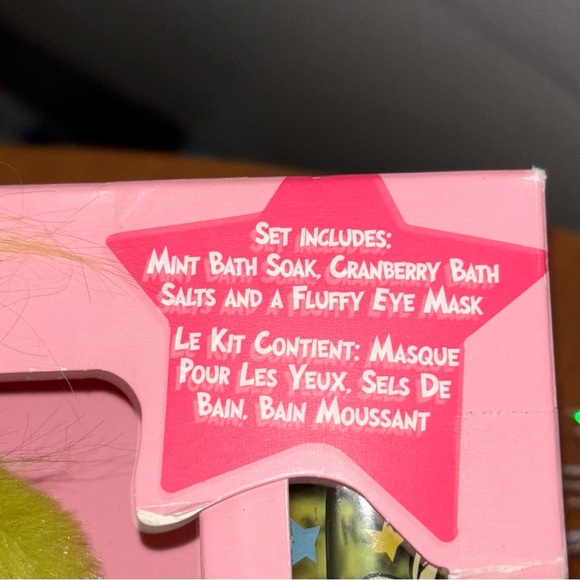 Set includes:
Mint Bath Soak, Cranberry Bath
Salts and a Fluffy Eye Mask
Le Kit Contient: Masque
Pour Les Yeux, Sels De
Bain, Bain Moussant